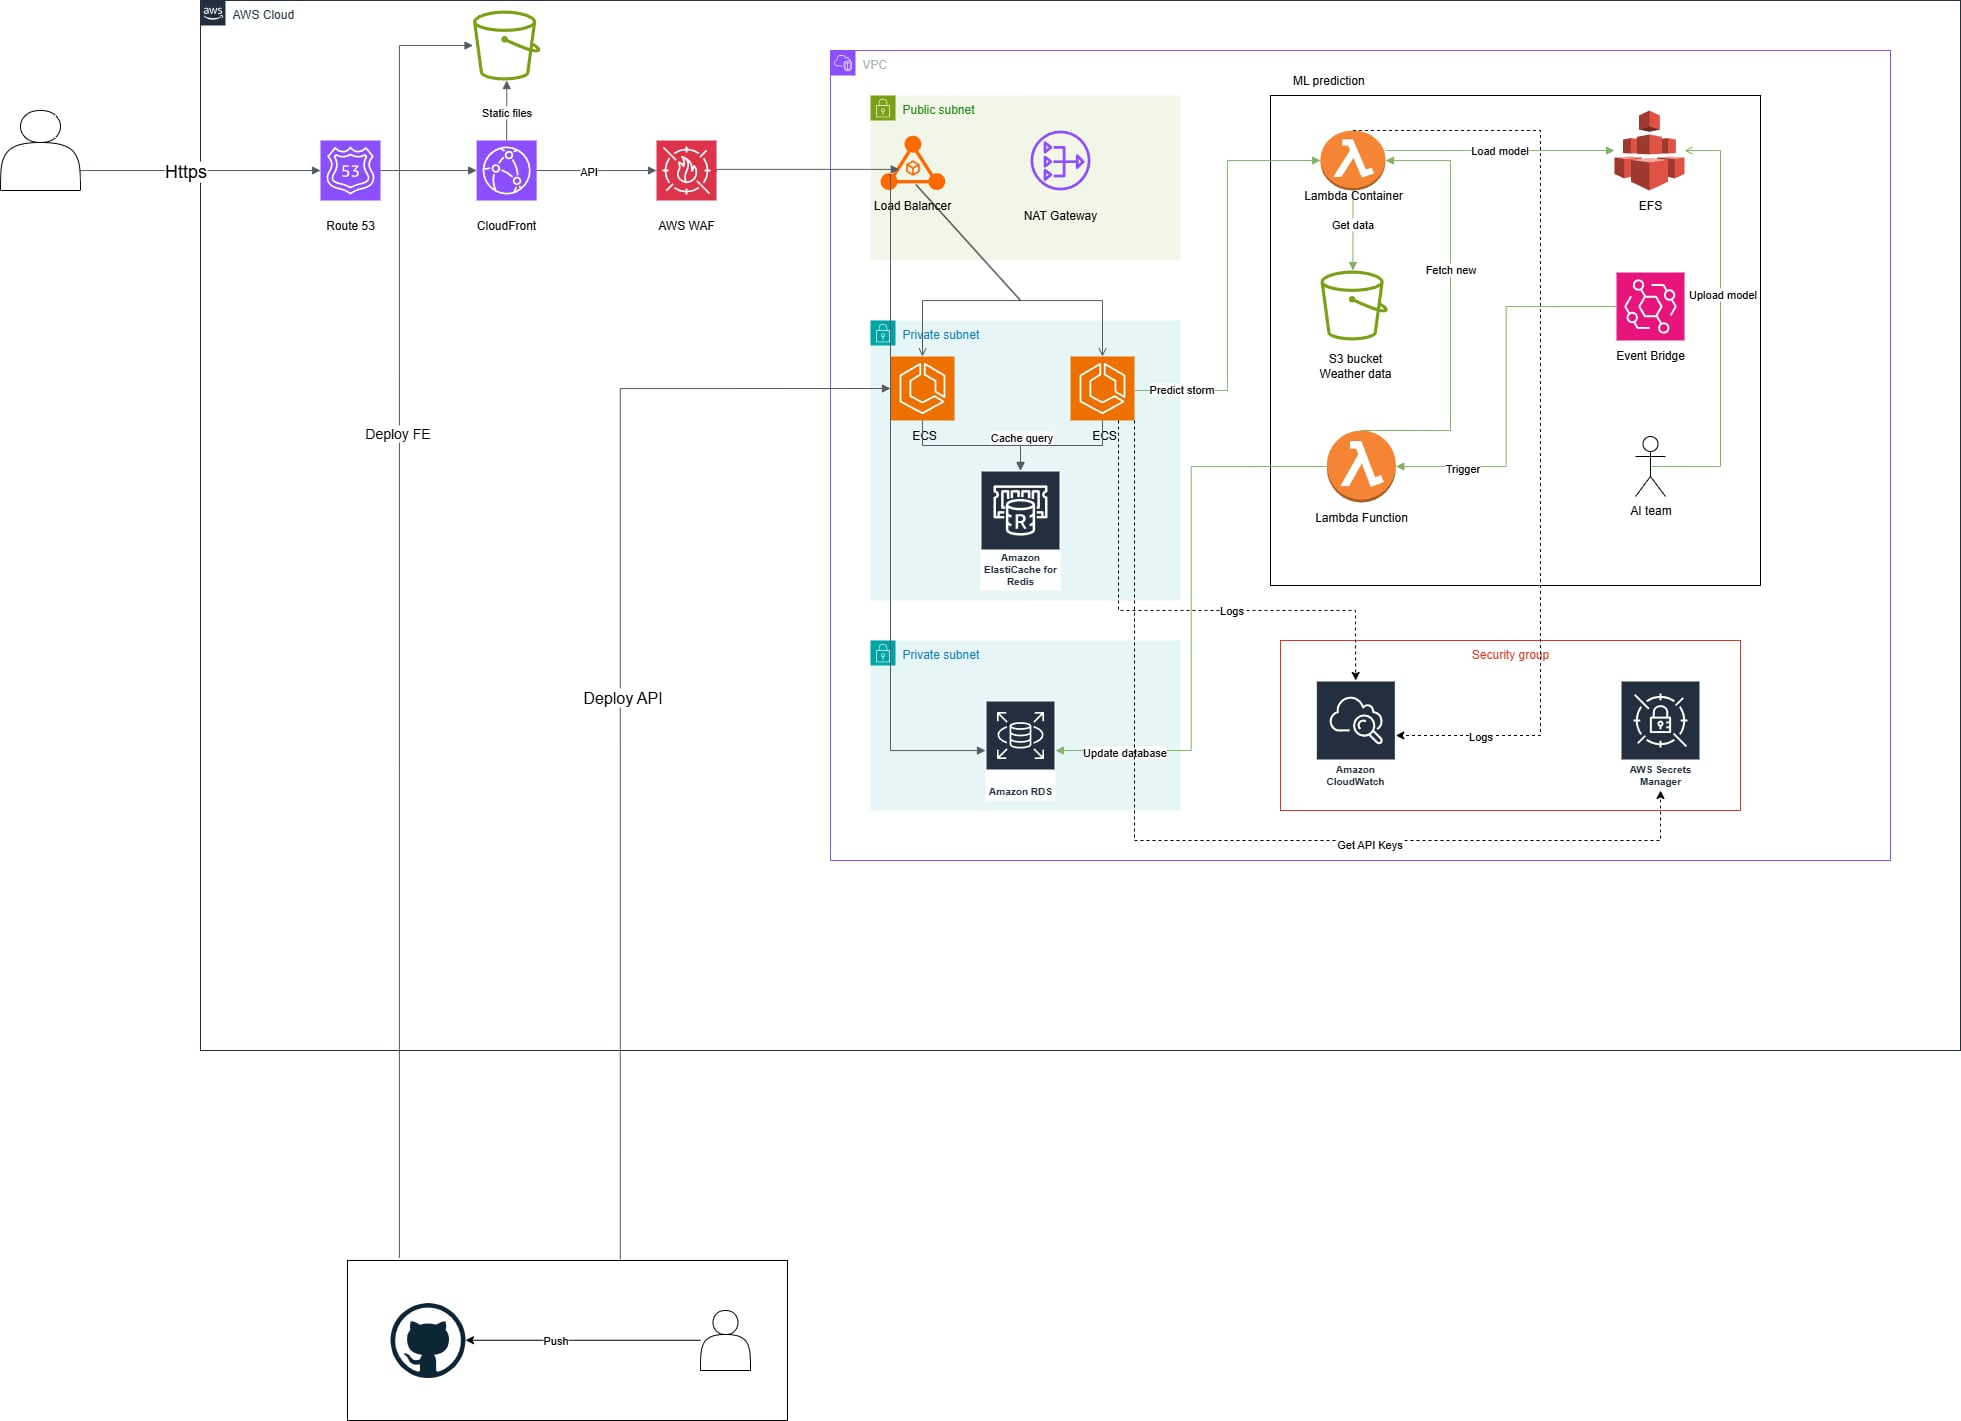 aws
AWS Cloud
VPC
ML prediction
Public subnet
Static files
Https
53
API
Load model
Route 53
CloudFront
AWS WAF
Load Balancer
NAT Gateway
Lambda Container
EFS
Get data
Fetch new
Upload model
Private subnet
S3 bucket
Weather data
Event Bridge
Predict storm
Deploy FE
ECS
Cache query
ECS
Trigger
R
Lambda Function
AI team
Amazon
ElastiCache for
Redis
Logs
Private subnet
Security group
Deploy API
Logs
Update database
Amazon
CloudWatch
AWS Secrets
Manager
Amazon RDS
Get API Keys
Push